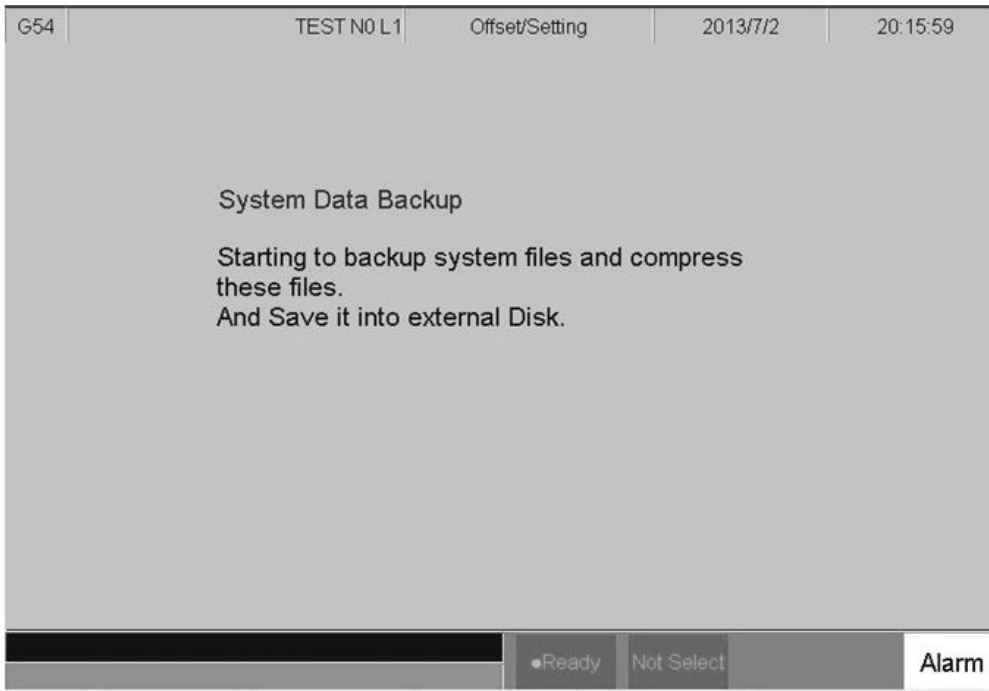 G54 TEST N0 L1 Offset/Setting 2013/7/2 20:15:59
System Data Backup
Starting to backup system files and compress
these files.
And Save it into external Disk.
●Ready Not Select Alarm